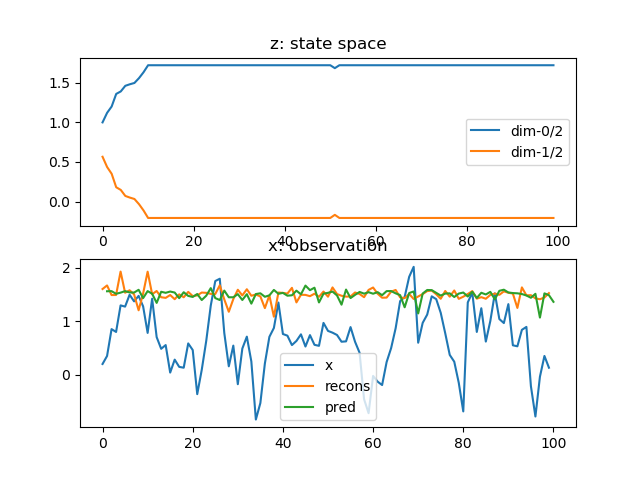 z: state space
1.5
1.0
0.5
0.0
dim-0/2
dim-1/2
0 20 40 60 80 100
x: observation
2
1
0
x
recons
pred
0 20 40 60 80 100